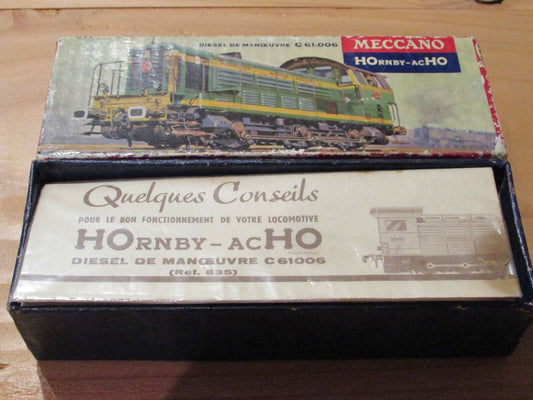 DIESEL DE MANŒUVRE C 61.006
MECCANO
HORNBY-ACHO
Quelques Conseils
POUR LE BON FONCTIONNEMENT DE VOTRE LOCOMOTIVE
HORNBY-ACHO
DIESEL DE MANŒUVRE C 61006
(Ref. 635)